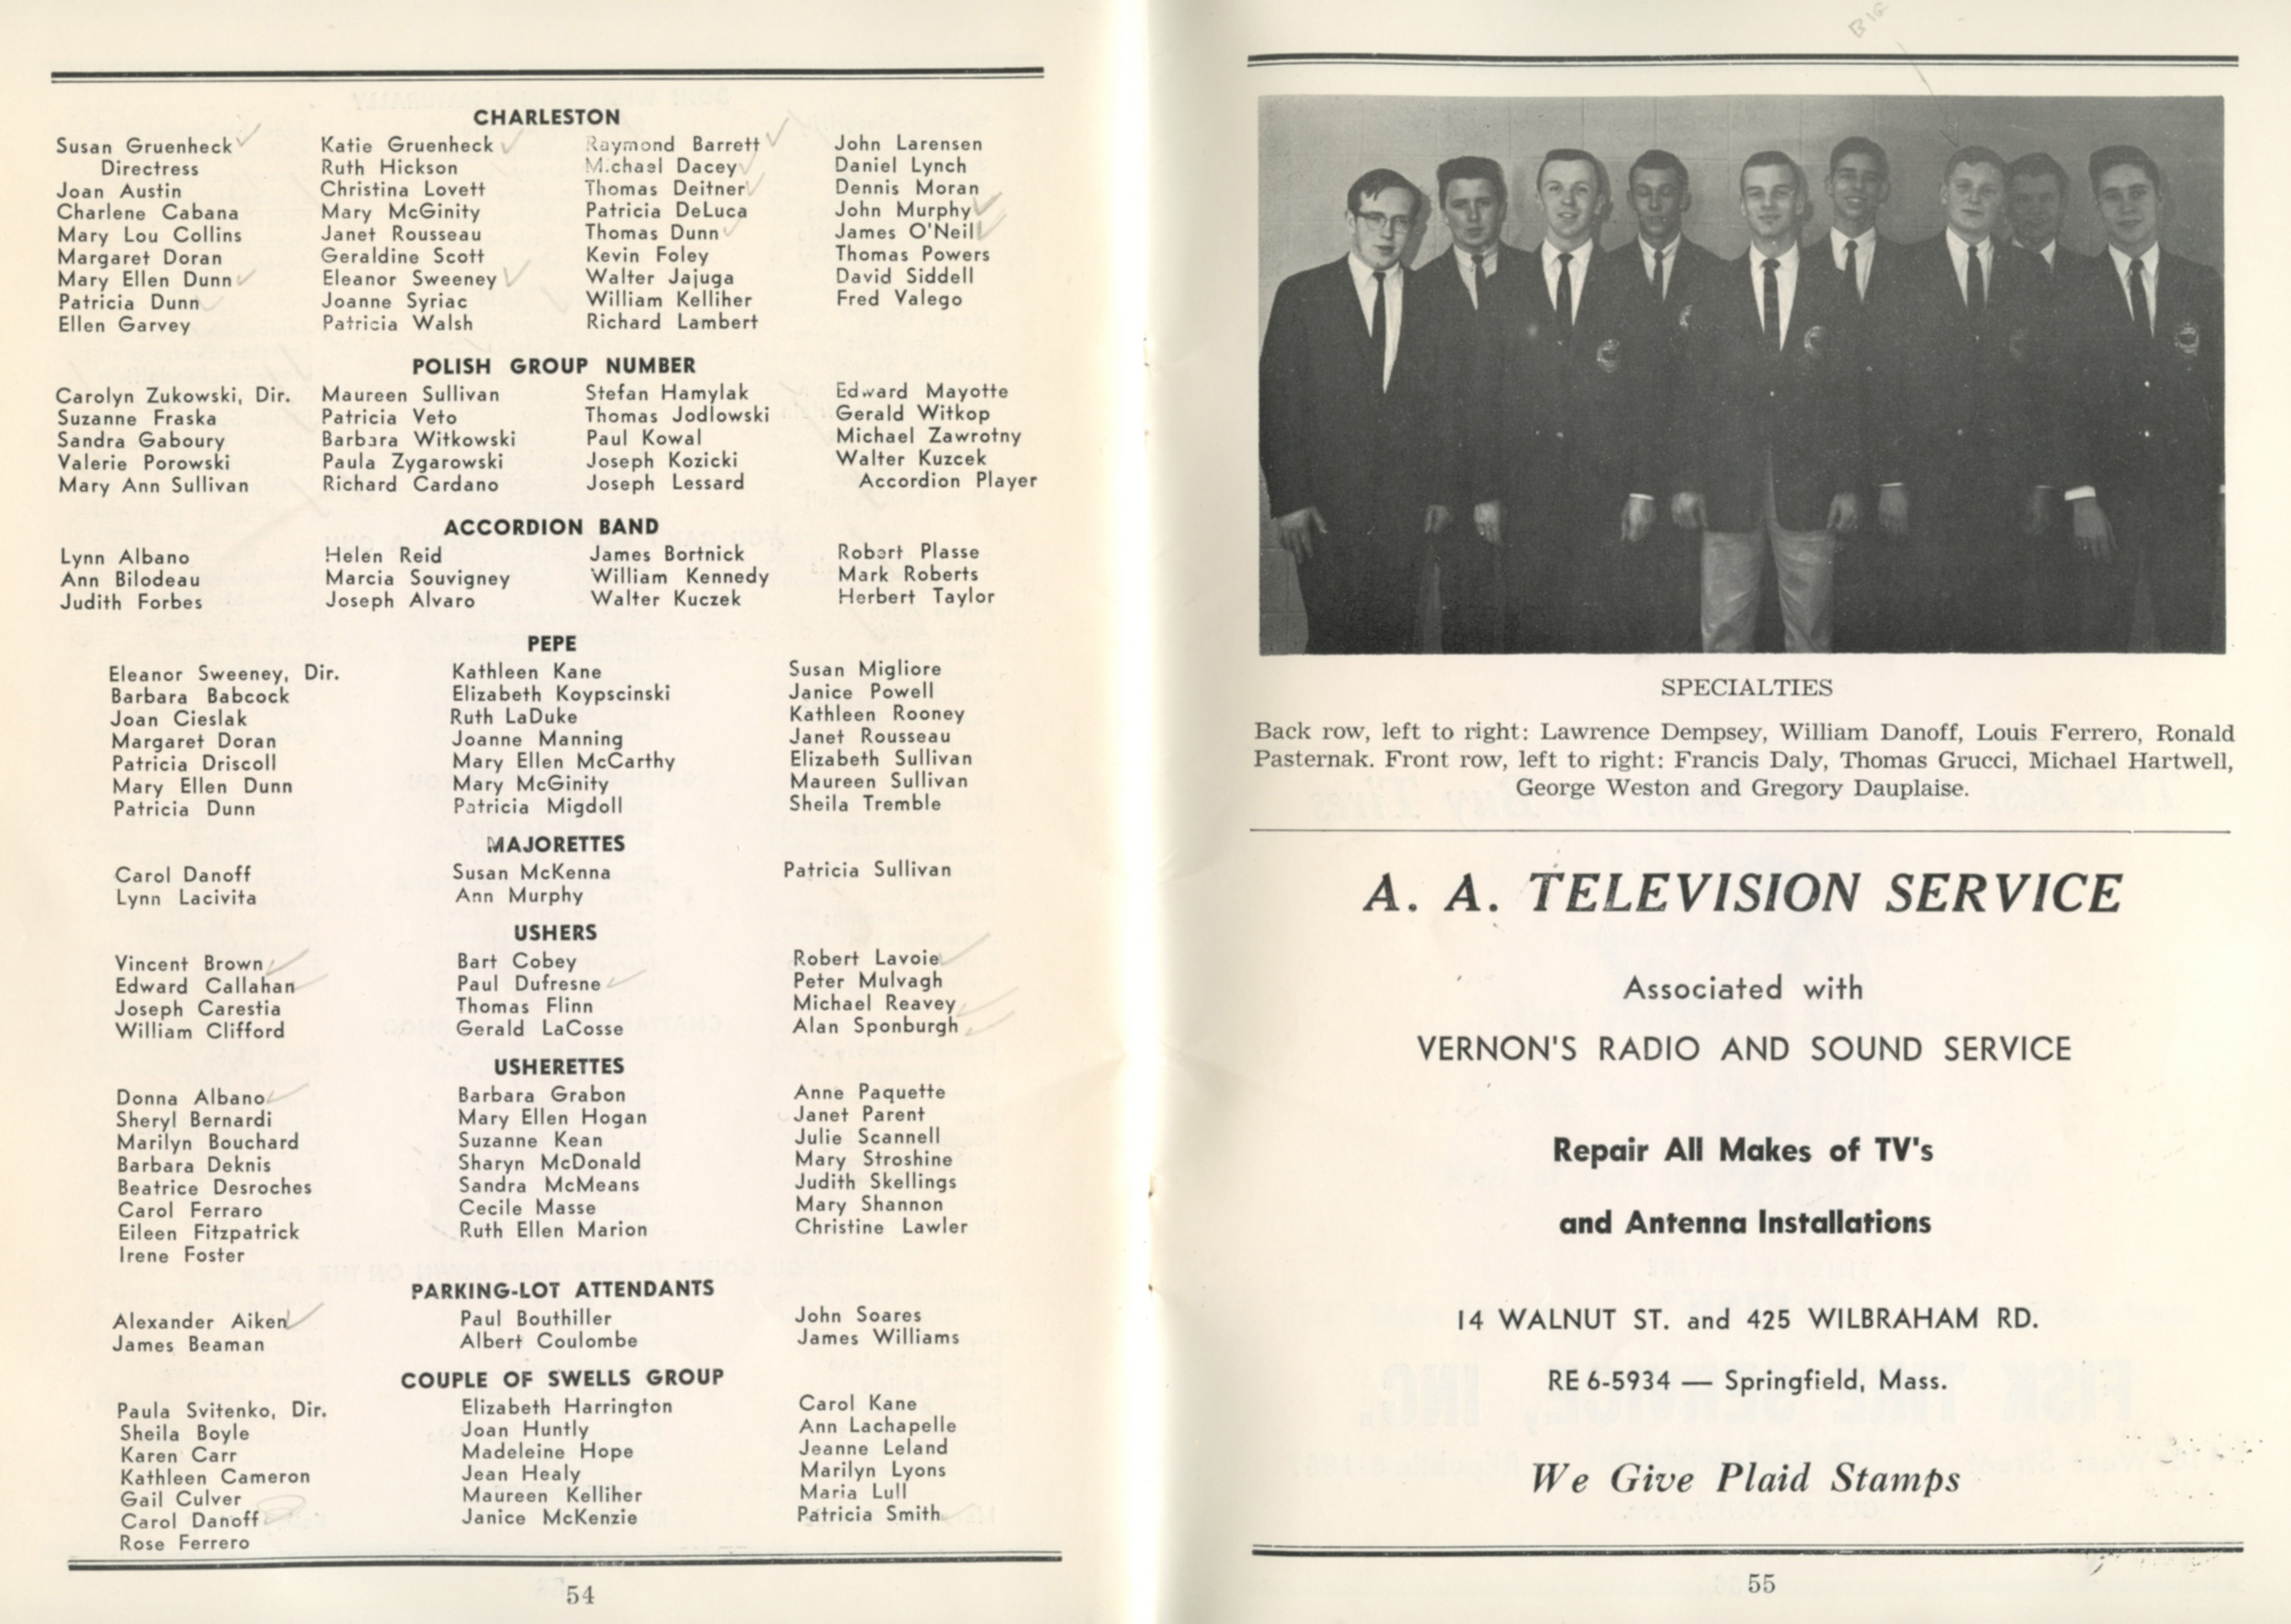 CHARLESTON
Susan Gruenheck
Directress
Joan Austin
Charlene Cabana
Mary Lou Collins
Margaret Doran
Mary Ellen Dunn
Patricia Dunn
Ellen Garvey
Katie Gruenheck
Ruth Hickson
Christina Lovett
Mary McGinity
Janet Rousseau
Geraldine Scott
Eleanor Sweeney
Joanne Syriac
Patricia Walsh
Raymond Barrett
Michael Dacey
Thomas Deitner
Patricia DeLuca
Thomas Dunn
Kevin Foley
Walter Jajuga
William Kelliher
Richard Lambert
John Larensen
Daniel Lynch
Dennis Moran
John Murphy
James O'Neil
Thomas Powers
David Siddell
Fred Valego
POLISH GROUP NUMBER
Carolyn Zukowski, Dir.
Suzanne Fraska
Sandra Gaboury
Valerie Porowski
Mary Ann Sullivan
Maureen Sullivan
Patricia Veto
Barbara Witkowski
Paula Zygarowski
Richard Cardano
Stefan Hamylak
Thomas Jodlowski
Paul Kowal
Joseph Kozicki
Joseph Lessard
Edward Mayotte
Gerald Witkop
Michael Zawrotny
Walter Kuzcek
Accordion Player
ACCORDION BAND
Lynn Albano
Ann Bilodeau
Judith Forbes
Helen Reid
Marcia Souvigney
Joseph Alvaro
James Bortnick
William Kennedy
Walter Kuczek
Robert Plasse
Mark Roberts
Herbert Taylor
PEPE
Eleanor Sweeney, Dir.
Barbara Babcock
Joan Cieslak
Margaret Doran
Patricia Driscoll
Mary Ellen Dunn
Patricia Dunn
Kathleen Kane
Elizabeth Koypscinski
Ruth LaDuke
Joanne Manning
Mary Ellen McCarthy
Mary McGinity
Patricia Migdoll
Susan Migliore
Janice Powell
Kathleen Rooney
Janet Rousseau
Elizabeth Sullivan
Maureen Sullivan
Sheila Tremble
MAJORETTES
Carol Danoff
Lynn Lacivita
Susan McKenna
Ann Murphy
Patricia Sullivan
USHERS
Vincent Brown
Edward Callahan
Joseph Carestia
William Clifford
Bart Cobey
Paul Dufresne
Thomas Flinn
Gerald LaCosse
Robert Lavoie
Peter Mulvagh
Michael Reavey
Alan Sponburgh
USHERETTES
Donna Albano
Sheryl Bernardi
Marilyn Bouchard
Barbara Deknis
Beatrice Desroches
Carol Ferraro
Eileen Fitzpatrick
Irene Foster
Barbara Grabon
Mary Ellen Hogan
Suzanne Kean
Sharyn McDonald
Sandra McMeans
Cecile Masse
Ruth Ellen Marion
Anne Paquette
Janet Parent
Julie Scannell
Mary Stroshine
Judith Skellings
Mary Shannon
Christine Lawler
PARKING-LOT ATTENDANTS
Alexander Aiken
James Beaman
Paul Bouthiller
Albert Coulombe
John Soares
James Williams
COUPLE OF SWELLS GROUP
Paula Svitenko, Dir.
Sheila Boyle
Karen Carr
Kathleen Cameron
Gail Culver
Carol Danoff
Rose Ferrero
Elizabeth Harrington
Joan Huntly
Madeleine Hope
Jean Healy
Maureen Kelliher
Janice McKenzie
Carol Kane
Ann Lachapelle
Jeanne Leland
Marilyn Lyons
Maria Lull
Patricia Smith
54
BIG
SPECIALTIES
Back row, left to right: Lawrence Dempsey, William Danoff, Louis Ferrero, Ronald
Pasternak. Front row, left to right: Francis Daly, Thomas Grucci, Michael Hartwell,
George Weston and Gregory Dauplaise.
A. A. TELEVISION SERVICE
Associated with
VERNON'S RADIO AND SOUND SERVICE
Repair All Makes of TV's
and Antenna Installations
14 WALNUT ST. and 425 WILBRAHAM RD.
RE 6-5934 — Springfield, Mass.
We Give Plaid Stamps
55